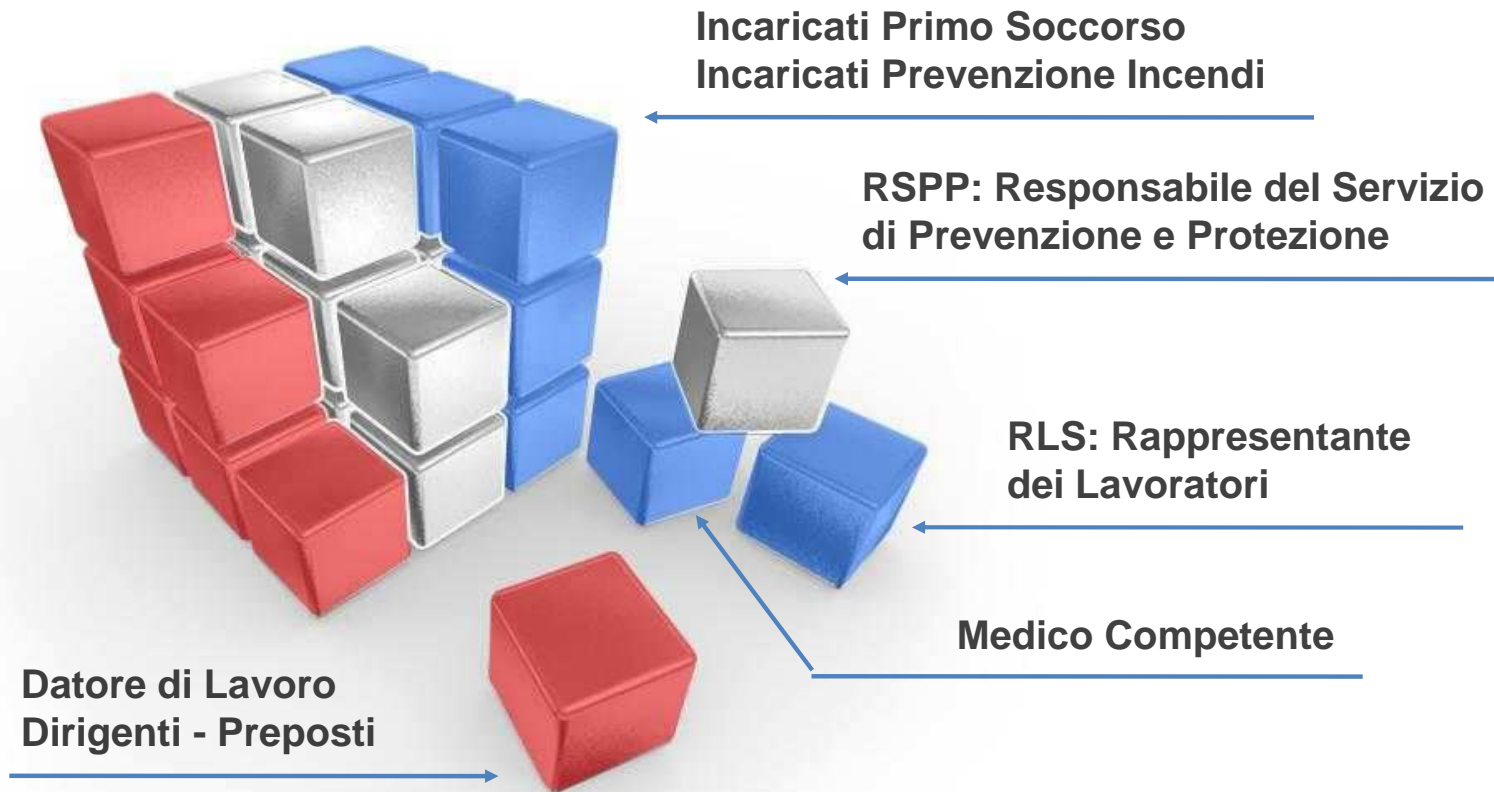 Incaricati Primo Soccorso
Incaricati Prevenzione Incendi
RSPP: Responsabile del Servizio
di Prevenzione e Protezione
RLS: Rappresentante
dei Lavoratori
Medico Competente
Datore di Lavoro
Dirigenti - Preposti